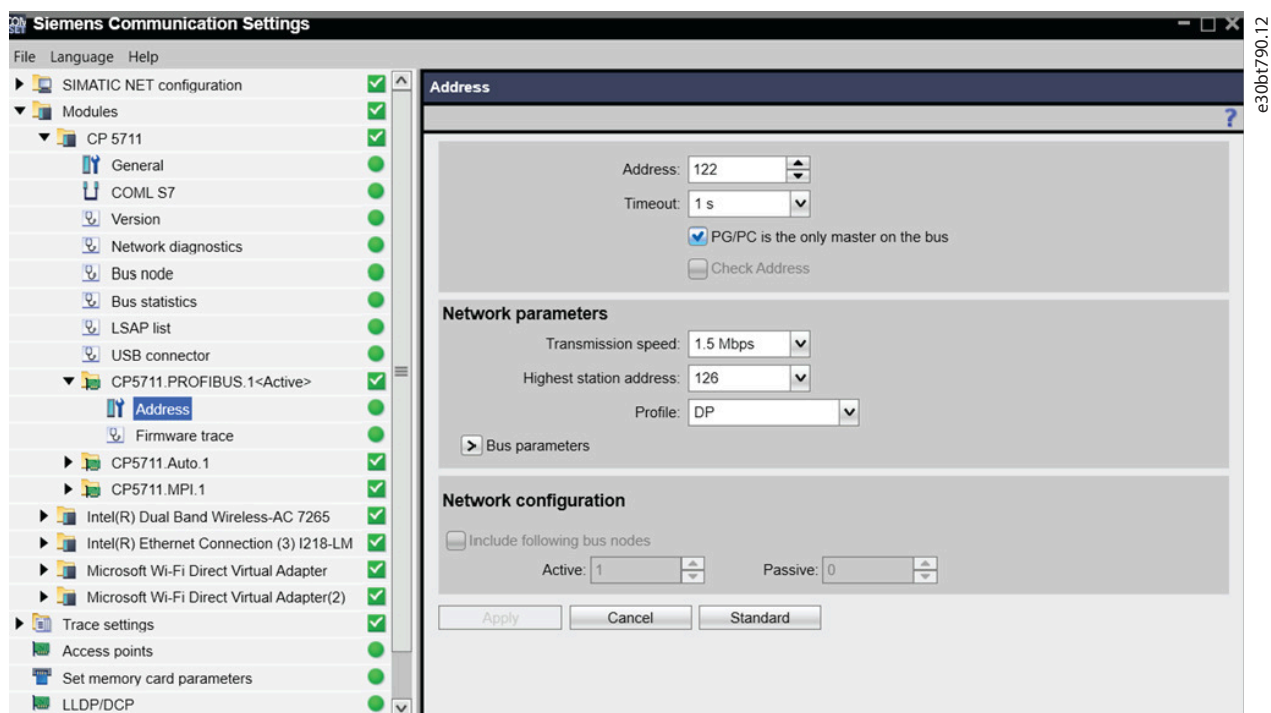 Siemens Communication Settings
File Language Help
SIMATIC NET configuration
Modules
CP 5711
General
COML S7
Version
Network diagnostics
Bus node
Bus statistics
LSAP list
USB connector
CP5711.PROFIBUS.1<Active>
Address
Firmware trace
CP5711.Auto.1
CP5711.MPI.1
Intel(R) Dual Band Wireless-AC 7265
Intel(R) Ethernet Connection (3) I218-LM
Microsoft Wi-Fi Direct Virtual Adapter
Microsoft Wi-Fi Direct Virtual Adapter(2)
Trace settings
Access points
Set memory card parameters
LLDP/DCP
Address
?
Address: 122
Timeout: 1 s
PG/PC is the only master on the bus
Check Address
Network parameters
Transmission speed: 1.5 Mbps
Highest station address: 126
Profile: DP
> Bus parameters
Network configuration
Include following bus nodes
Active: 1 Passive: 0
Apply Cancel Standard
e30bt790.12